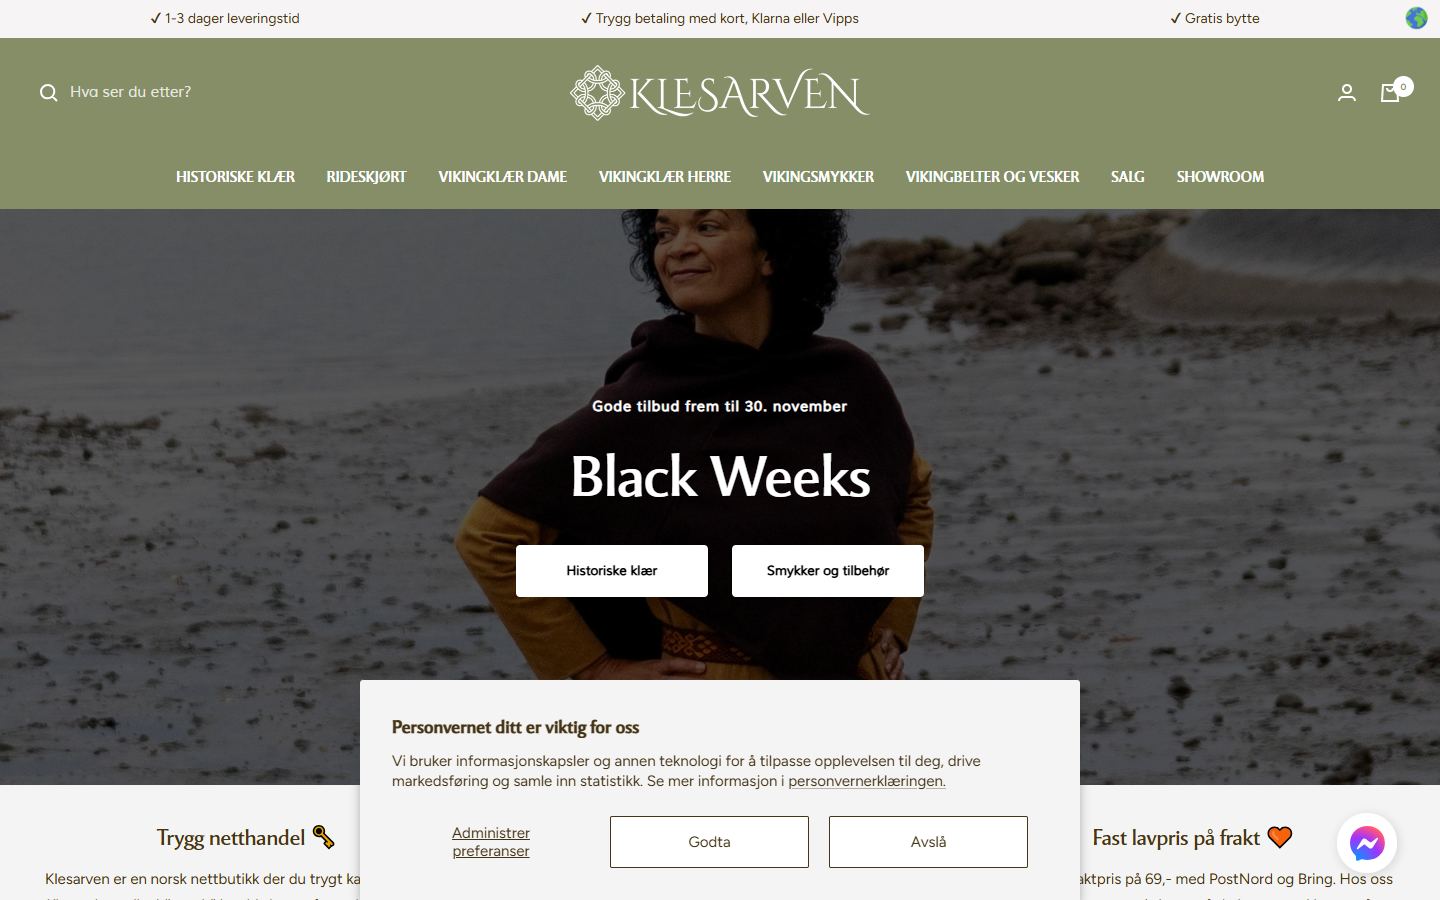 ✓ 1-3 dager leveringstid
✓ Trygg betaling med kort, Klarna eller Vipps
✓ Gratis bytte
Hva ser du etter?
KLESARVEN
0
HISTORISKE KLÆR
RIDESKJØRT
VIKINGKLÆR DAME
VIKINGKLÆR HERRE
VIKINGSMYKKER
VIKINGBELTER OG VESKER
SALG
SHOWROOM
Gode tilbud frem til 30. november
Black Weeks
Historiske klær
Smykker og tilbehør
Personvernet ditt er viktig for oss
Vi bruker informasjonskapsler og annen teknologi for å tilpasse opplevelsen til deg, drive
markedsføring og samle inn statistikk. Se mer informasjon i personvernerklæringen.
Administrer
preferanser
Godta
Avslå
Trygg netthandel
Klesarven er en norsk nettbutikk der du trygt ka
Fast lavpris på frakt
aktpris på 69,- med PostNord og Bring. Hos oss